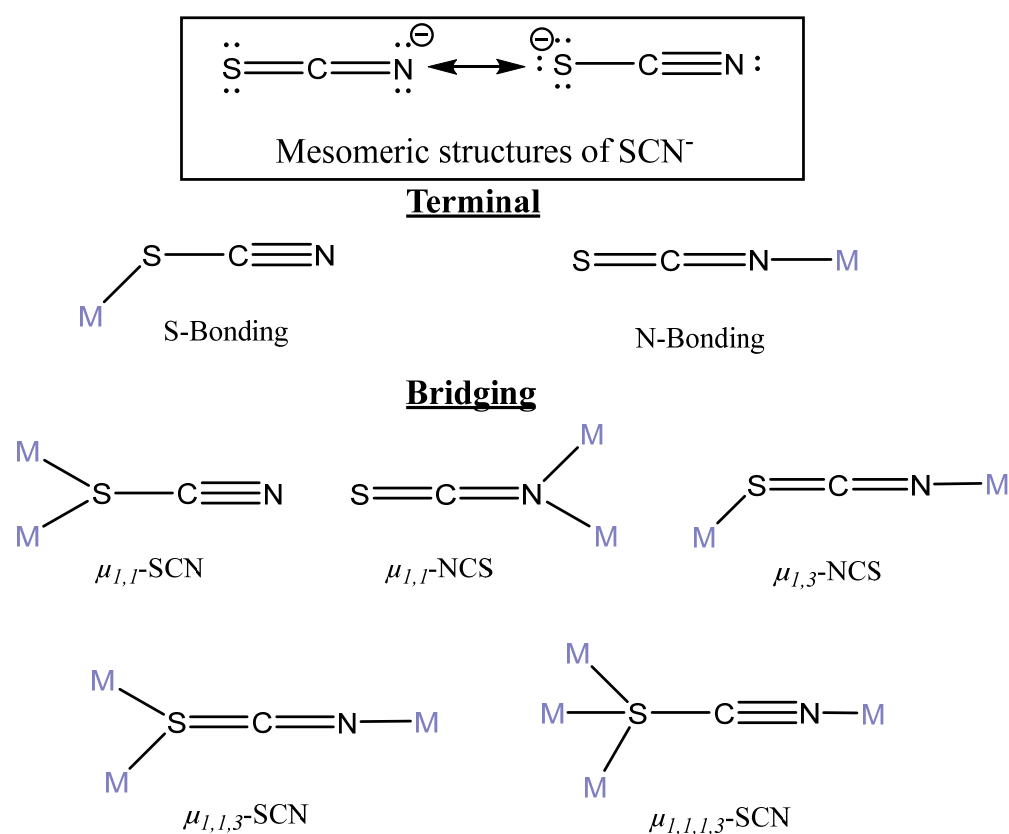 S C N⊖ ⊖S C N
Mesomeric structures of SCN⁻
Terminal
S C N
M
S-Bonding
S C N M
N-Bonding
Bridging
M
M
S C N
μ1,1-SCN
S C N
M
M
μ1,1-NCS
M
S C N M
μ1,3-NCS
M
M
S C N M
μ1,1,3-SCN
M
M
M
S C N M
μ1,1,1,3-SCN